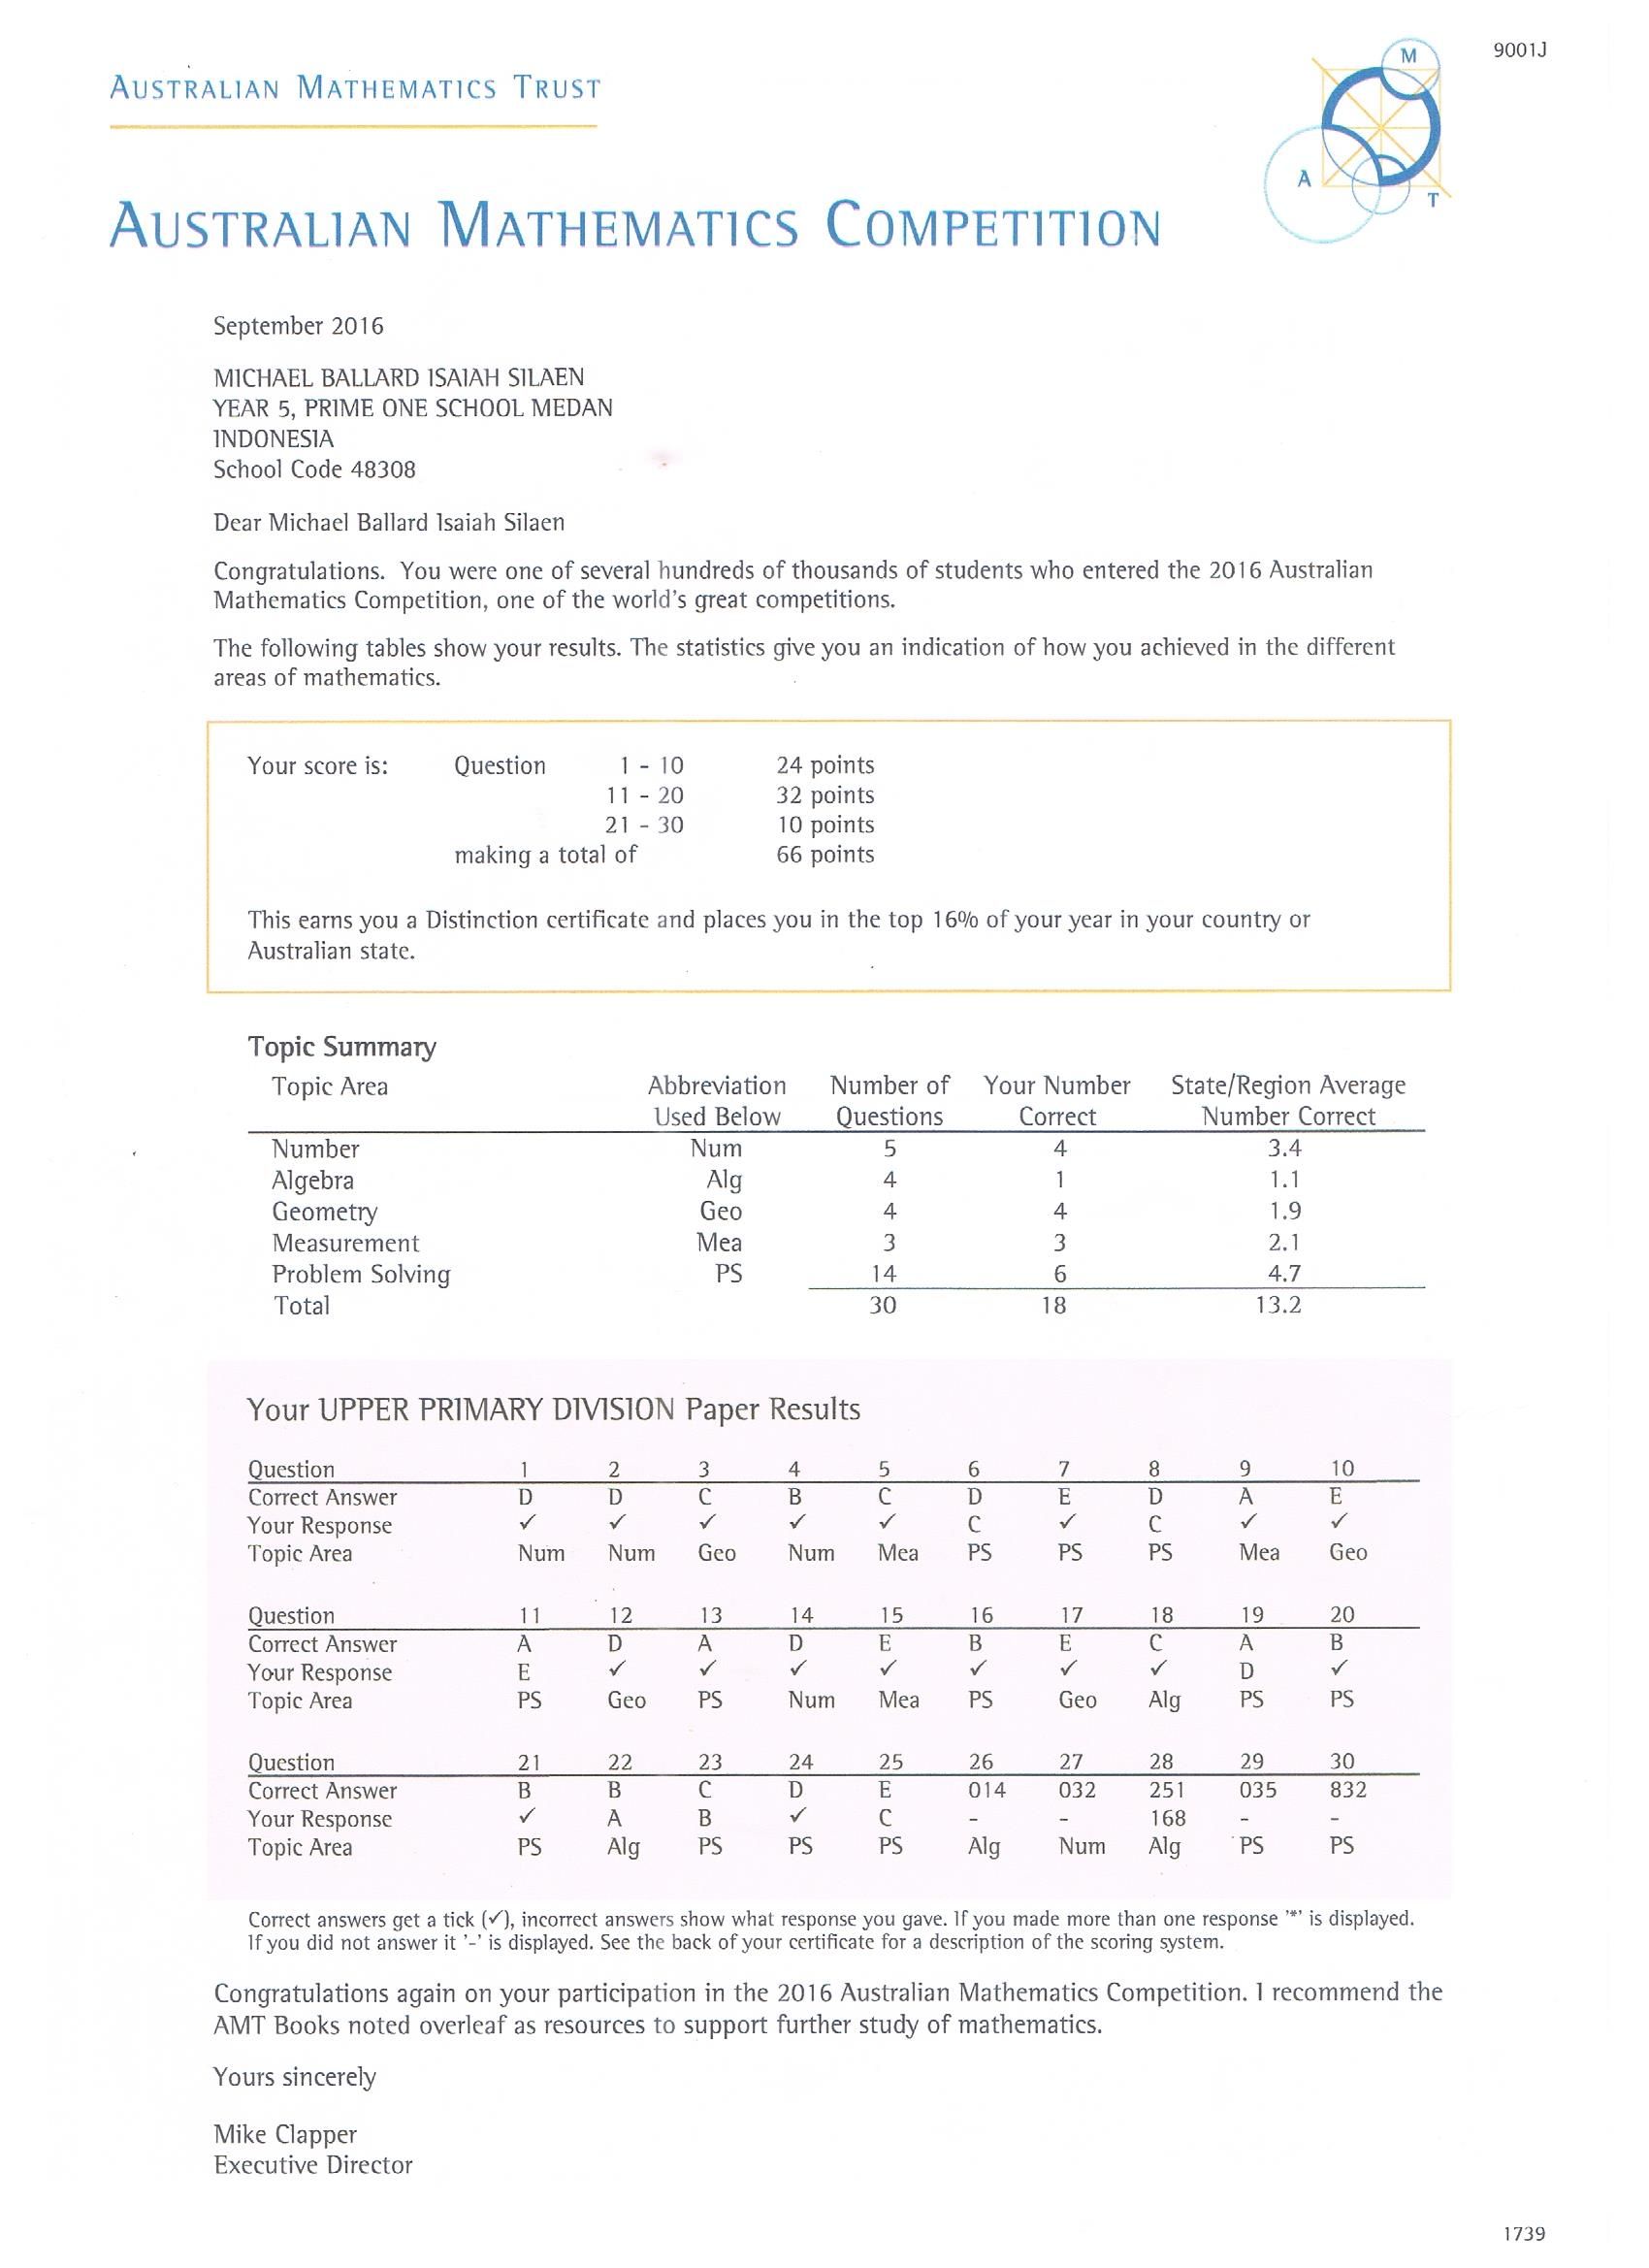 9001J
AUSTRALIAN MATHEMATICS TRUST
M
A
T
AUSTRALIAN MATHEMATICS COMPETITION
September 2016
MICHAEL BALLARD ISAIAH SILAEN
YEAR 5, PRIME ONE SCHOOL MEDAN
INDONESIA
School Code 48308
Dear Michael Ballard Isaiah Silaen
Congratulations. You were one of several hundreds of thousands of students who entered the 2016 Australian
Mathematics Competition, one of the world's great competitions.
The following tables show your results. The statistics give you an indication of how you achieved in the different
areas of mathematics.
Your score is: Question 1 - 10 24 points
11 - 20 32 points
21 - 30 10 points
making a total of 66 points
This earns you a Distinction certificate and places you in the top 16% of your year in your country or
Australian state.
Topic Summary
Topic Area Abbreviation Number of Your Number State/Region Average
Used Below Questions Correct Number Correct
Number Num 5 4 3.4
Algebra Alg 4 1 1.1
Geometry Geo 4 4 1.9
Measurement Mea 3 3 2.1
Problem Solving PS 14 6 4.7
Total 30 18 13.2
Your UPPER PRIMARY DIVISION Paper Results
Question 1 2 3 4 5 6 7 8 9 10
Correct Answer D D C B C D E D A E
Your Response ✓ ✓ ✓ ✓ ✓ C ✓ C ✓ ✓
Topic Area Num Num Geo Num Mea PS PS PS Mea Geo
Question 11 12 13 14 15 16 17 18 19 20
Correct Answer A D A D E B E C A B
Your Response E ✓ ✓ ✓ ✓ ✓ ✓ ✓ D ✓
Topic Area PS Geo PS Num Mea PS Geo Alg PS PS
Question 21 22 23 24 25 26 27 28 29 30
Correct Answer B B C D E 014 032 251 035 832
Your Response ✓ A B ✓ C - - 168 - -
Topic Area PS Alg PS PS PS Alg Num Alg PS PS
Correct answers get a tick (✓), incorrect answers show what response you gave. If you made more than one response '*' is displayed.
If you did not answer it '-' is displayed. See the back of your certificate for a description of the scoring system.
Congratulations again on your participation in the 2016 Australian Mathematics Competition. I recommend the
AMT Books noted overleaf as resources to support further study of mathematics.
Yours sincerely
Mike Clapper
Executive Director
1739